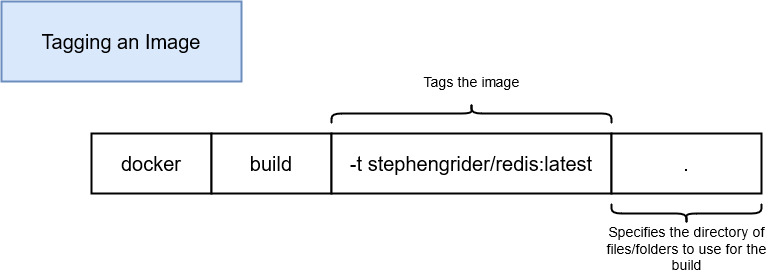 Tagging an Image
Tags the image
docker build -t stephengrider/redis:latest .
Specifies the directory of
files/folders to use for the
build